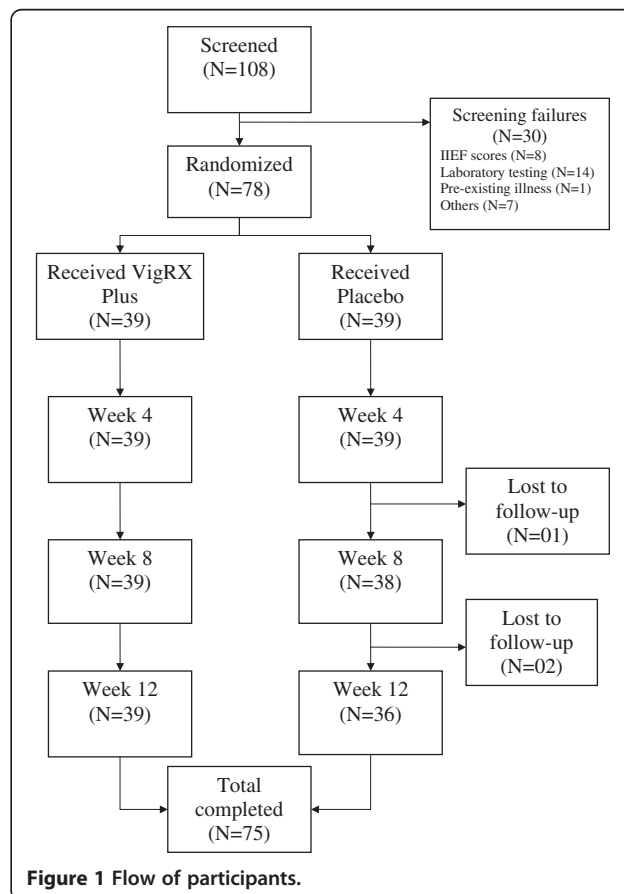 Screened
(N=108)
Screening failures
(N=30)
IIEF scores (N=8)
Laboratory testing (N=14)
Pre-existing illness (N=1)
Others (N=7)
Randomized
(N=78)
Received VigRX
Plus
(N=39)
Received
Placebo
(N=39)
Week 4
(N=39)
Week 4
(N=39)
Lost to
follow-up
(N=01)
Week 8
(N=39)
Week 8
(N=38)
Lost to
follow-up
(N=02)
Week 12
(N=39)
Week 12
(N=36)
Total
completed
(N=75)
Figure 1 Flow of participants.